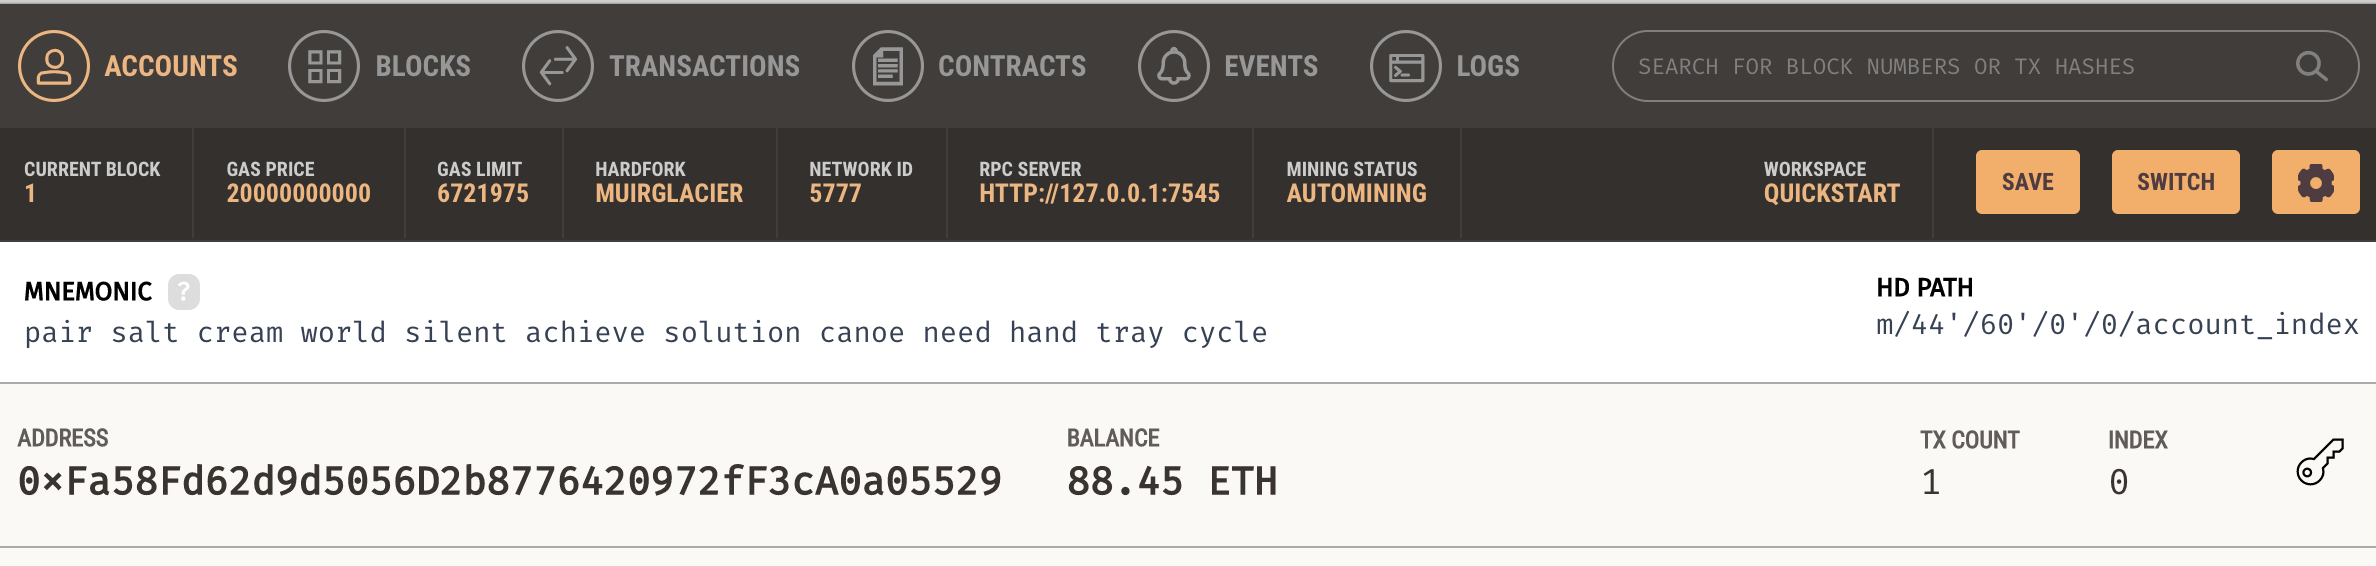 ACCOUNTS BLOCKS TRANSACTIONS CONTRACTS EVENTS LOGS SEARCH FOR BLOCK NUMBERS OR TX HASHES
CURRENT BLOCK GAS PRICE GAS LIMIT HARDFORK NETWORK ID RPC SERVER MINING STATUS WORKSPACE
1 20000000000 6721975 MUIRGLACIER 5777 HTTP://127.0.0.1:7545 AUTOMINING QUICKSTART SAVE SWITCH
MNEMONIC ? HD PATH
pair salt cream world silent achieve solution canoe need hand tray cycle m/44'/60'/0'/0/account_index
ADDRESS BALANCE TX COUNT INDEX
0×Fa58Fd62d9d5056D2b8776420972fF3cA0a05529 88.45 ETH 1 0